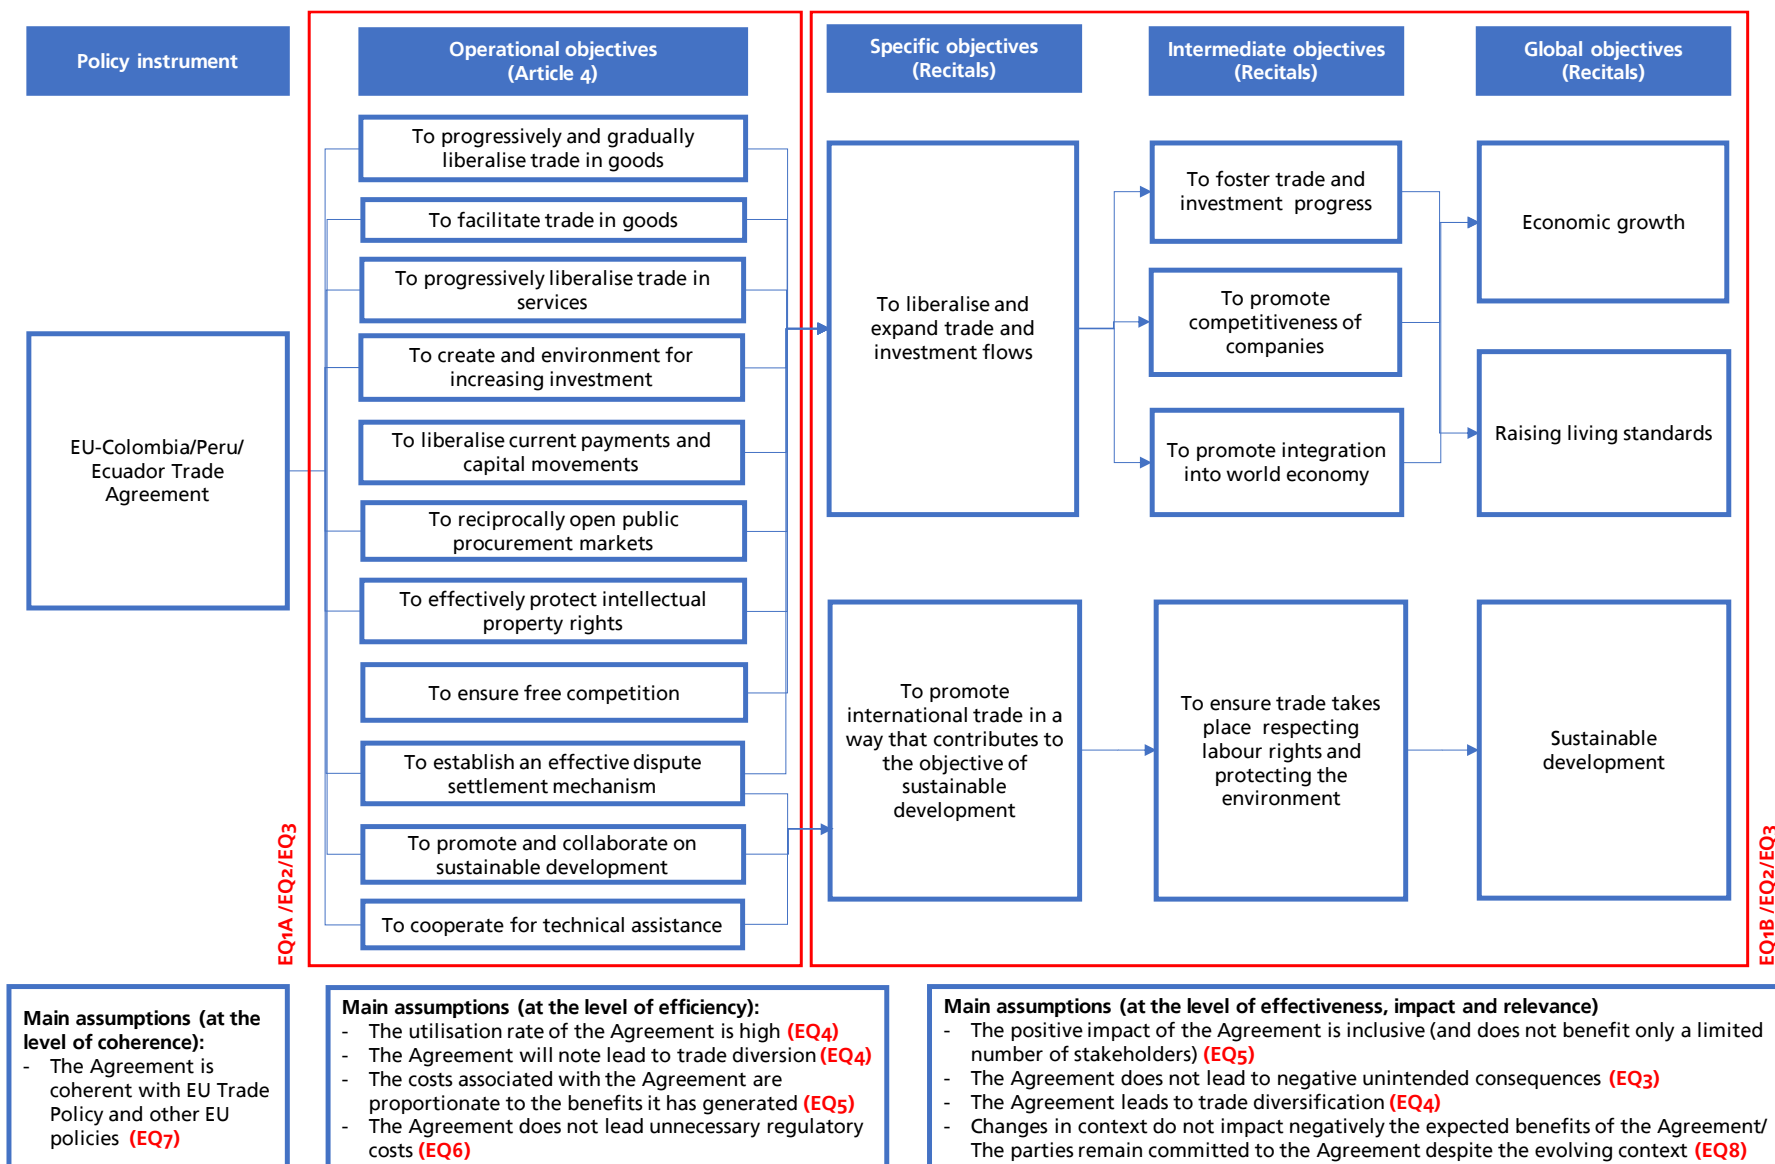 Policy instrument
Operational objectives
(Article 4)
Specific objectives
(Recitals)
Intermediate objectives
(Recitals)
Global objectives
(Recitals)
EU-Colombia/Peru/
Ecuador Trade
Agreement
To progressively and gradually
liberalise trade in goods
To facilitate trade in goods
To progressively liberalise trade in
services
To create and environment for
increasing investment
To liberalise current payments and
capital movements
To reciprocally open public
procurement markets
To effectively protect intellectual
property rights
To ensure free competition
To establish an effective dispute
settlement mechanism
To promote and collaborate on
sustainable development
To cooperate for technical assistance
EQ1A /EQ2/EQ3
To liberalise and
expand trade and
investment flows
To promote
international trade in a
way that contributes to
the objective of
sustainable
development
To foster trade and
investment progress
To promote
competitiveness of
companies
To promote integration
into world economy
To ensure trade takes
place respecting
labour rights and
protecting the
environment
Economic growth
Raising living standards
Sustainable
development
EQ1B /EQ2/EQ3
Main assumptions (at the
level of coherence):
- The Agreement is
coherent with EU Trade
Policy and other EU
policies (EQ7)
Main assumptions (at the level of efficiency):
- The utilisation rate of the Agreement is high (EQ4)
- The Agreement will note lead to trade diversion (EQ4)
- The costs associated with the Agreement are
proportionate to the benefits it has generated (EQ5)
- The Agreement does not lead unnecessary regulatory
costs (EQ6)
Main assumptions (at the level of effectiveness, impact and relevance)
- The positive impact of the Agreement is inclusive (and does not benefit only a limited
number of stakeholders) (EQ5)
- The Agreement does not lead to negative unintended consequences (EQ3)
- The Agreement leads to trade diversification (EQ4)
- Changes in context do not impact negatively the expected benefits of the Agreement/
The parties remain committed to the Agreement despite the evolving context (EQ8)